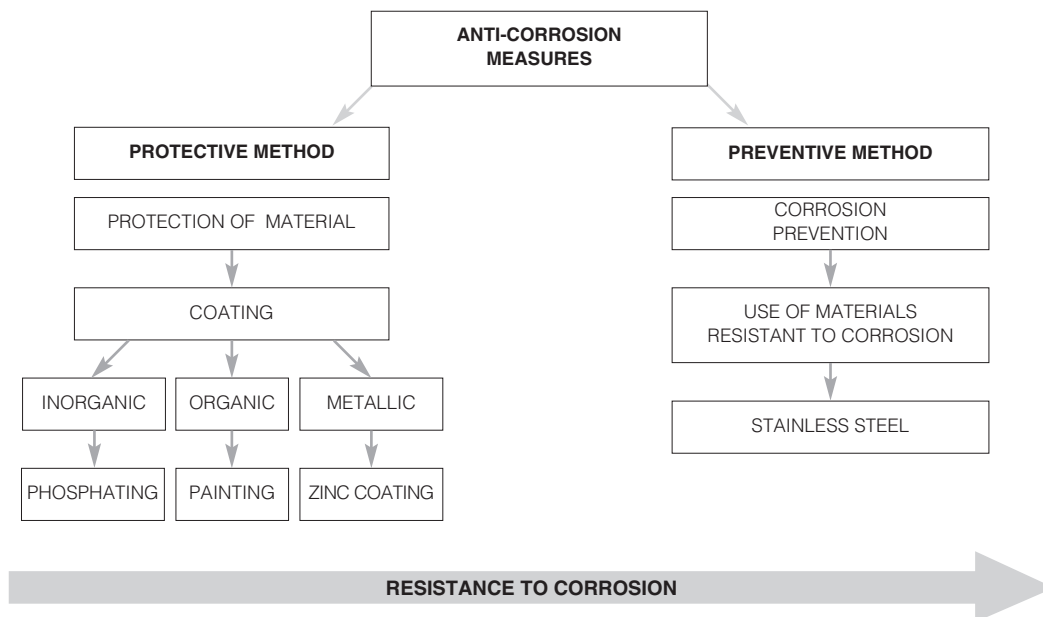 ANTI-CORROSION
MEASURES
PROTECTIVE METHOD
PREVENTIVE METHOD
PROTECTION OF  MATERIAL
CORROSION
PREVENTION
COATING
USE OF MATERIALS
RESISTANT TO CORROSION
INORGANIC
ORGANIC
METALLIC
STAINLESS STEEL
PHOSPHATING
PAINTING
ZINC COATING
RESISTANCE TO CORROSION